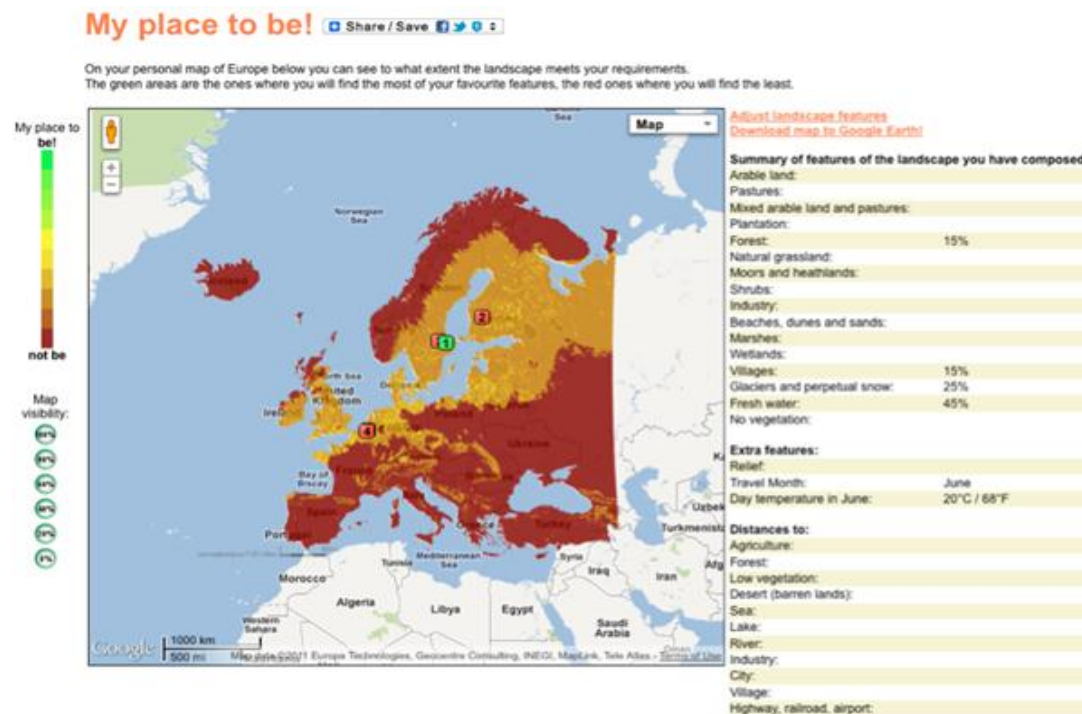 My place to be!
Share / Save
On your personal map of Europe below you can see to what extent the landscape meets your requirements.
The green areas are the ones where you will find the most of your favourite features, the red ones where you will find the least.
My place to
be!
not be
Map
visibility:
Map
Sea
Norwegian
Sea
Iceland
2
1
4
North Sea
United
Kingdom
Ireland
Ukraine
Bay of
Biscay
France
Spain
Portugal
Greece
Turkey
Mediterranean
Sea
Tunisia
Syria
Iraq
Iran
Morocco
Algeria
Libya
Egypt
Western
Sahara
Saudi
Arabia
Google
1000 km
500 mi
Map data ©2011 Europa Technologies, Geocentre Consulting, INEGI, MapLink, Tele Atlas - Terms of Use
Adjust landscape features
Download map to Google Earth!
Summary of features of the landscape you have composed
Arable land:
Pastures:
Mixed arable land and pastures:
Plantation:
Forest: 15%
Natural grassland:
Moors and heathlands:
Shrubs:
Industry:
Beaches, dunes and sands:
Marshes:
Wetlands:
Villages: 15%
Glaciers and perpetual snow: 25%
Fresh water: 45%
No vegetation:
Extra features:
Relief:
Travel Month: June
Day temperature in June: 20°C / 68°F
Distances to:
Agriculture:
Forest:
Low vegetation:
Desert (barren lands):
Sea:
Lake:
River:
Industry:
City:
Village:
Highway, railroad, airport: